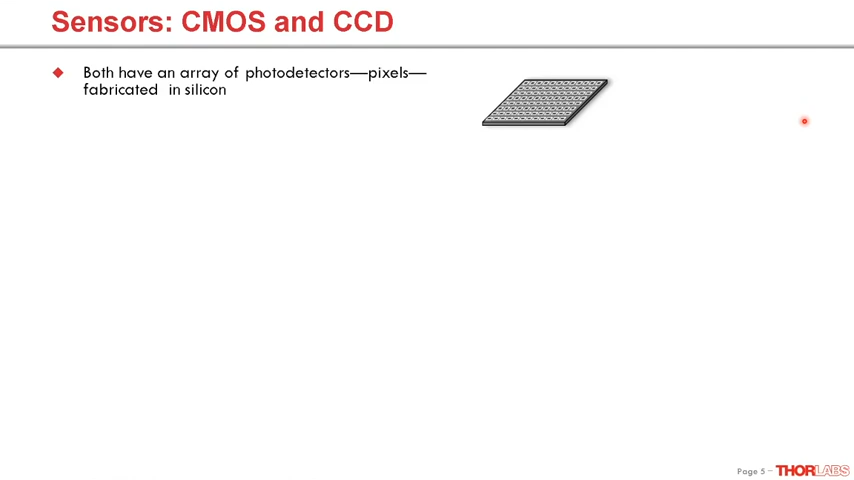 Sensors: CMOS and CCD
Both have an array of photodetectors—pixels—
fabricated in silicon
Page 5 – THORLABS